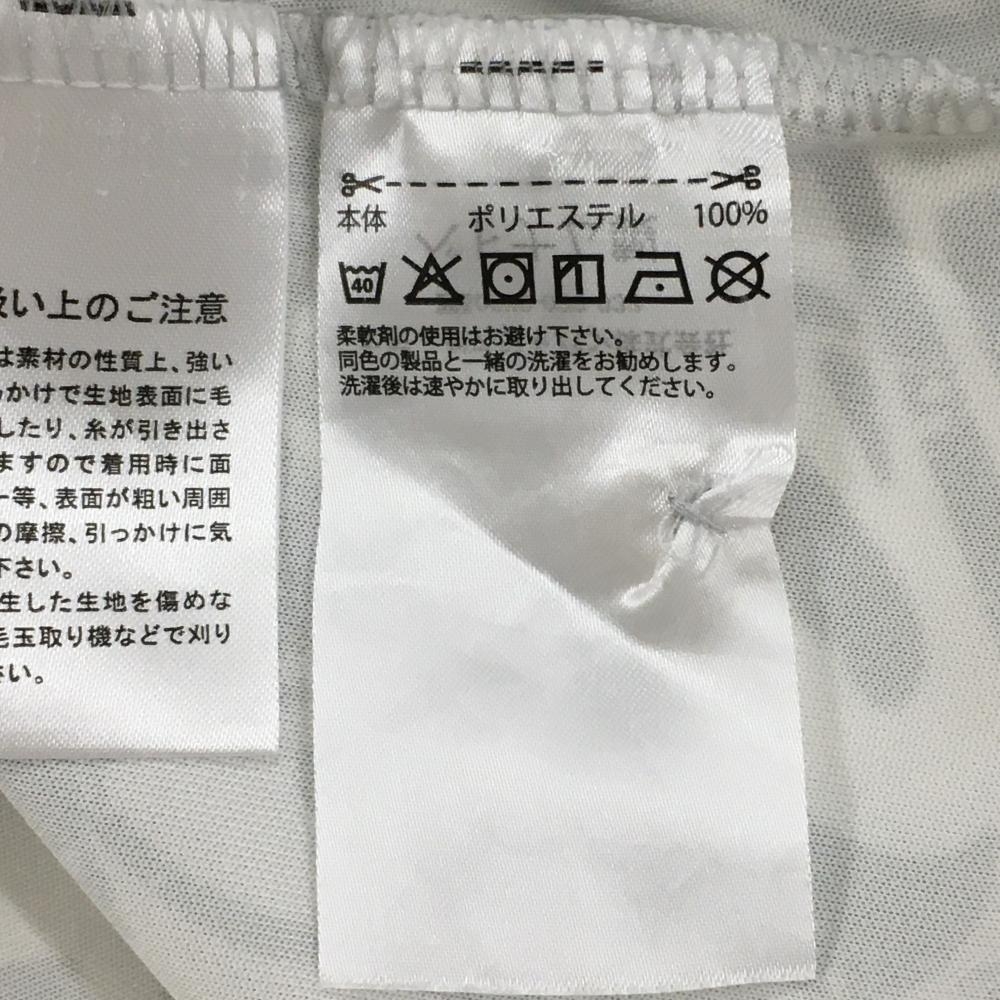 扱い上のご注意
は素材の性質上、強い
っかけで生地表面に毛
したり、糸が引き出さ
ますので着用時に面
ー等、表面が粗い周囲
の摩擦、引っかけに気
下さい。
生した生地を傷めな
毛玉取り機などで刈り
さい。
本体 ポリエステル 100%
40
柔軟剤の使用はお避け下さい。
同色の製品と一緒の洗濯をお勧めします。
洗濯後は速やかに取り出してください。